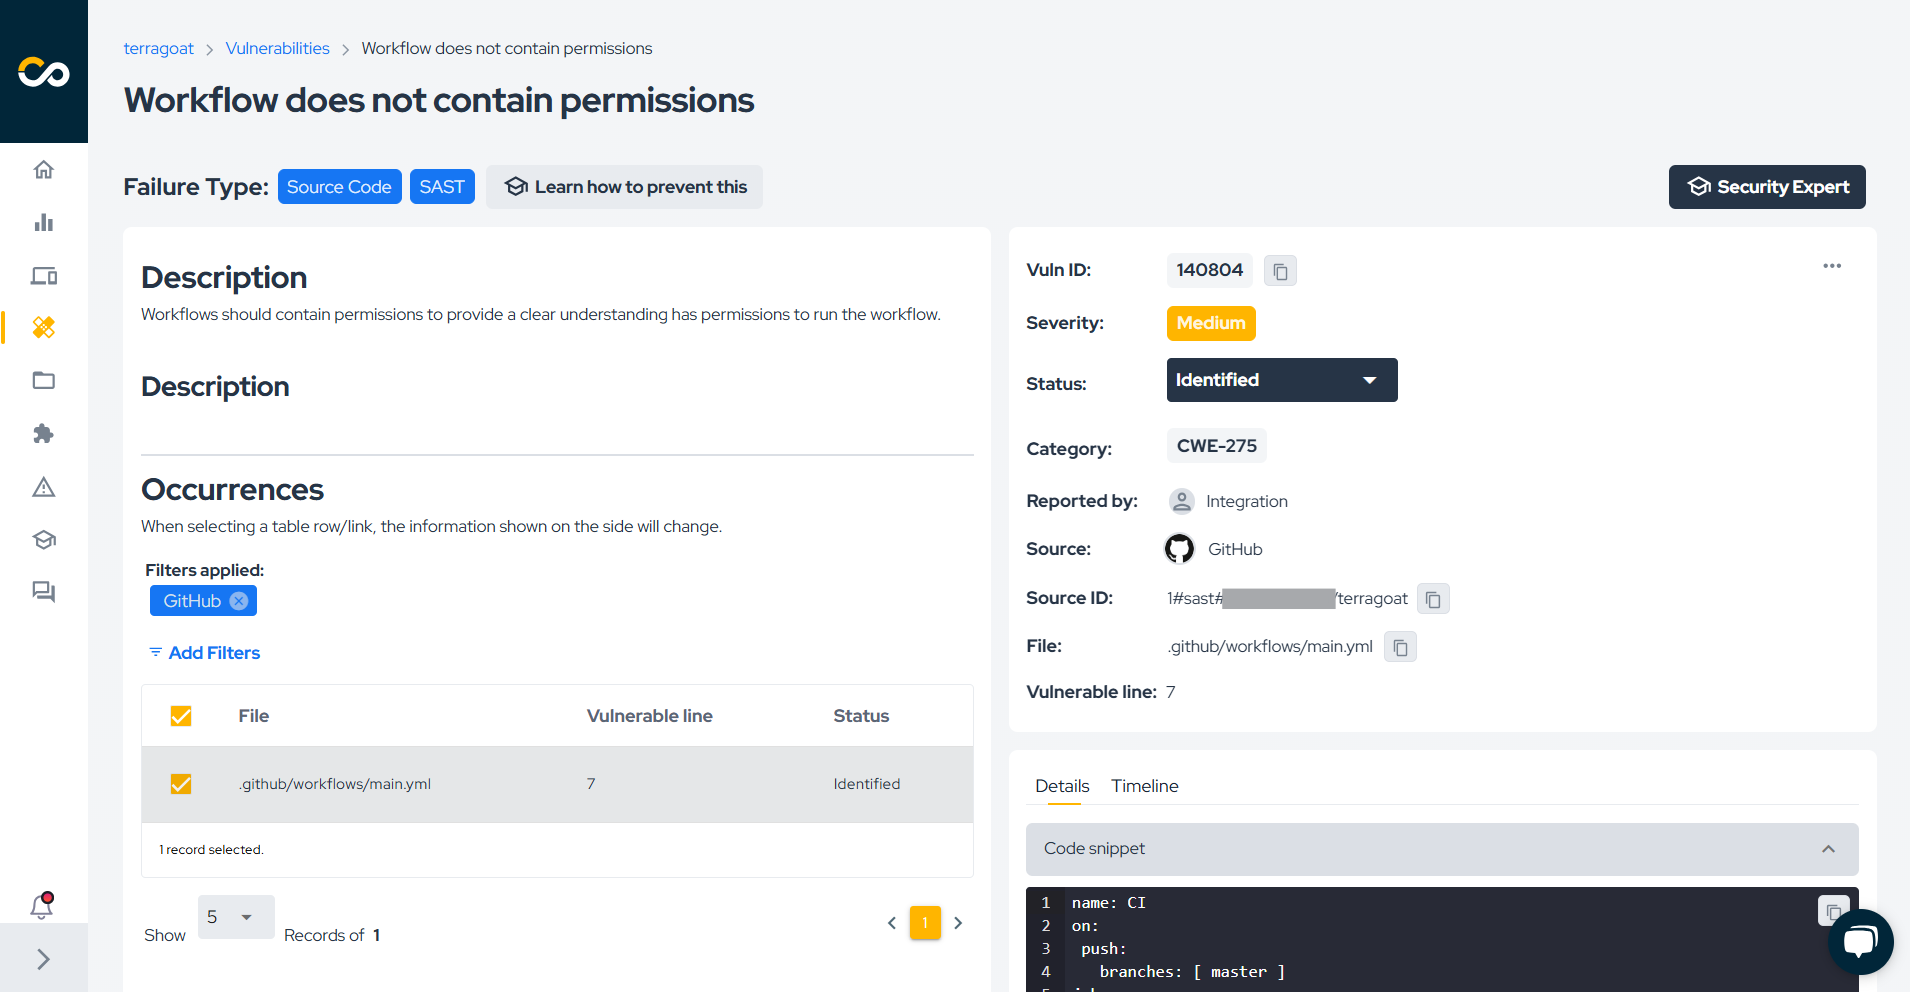 terragoat > Vulnerabilities > Workflow does not contain permissions
Workflow does not contain permissions
Failure Type: Source Code SAST Learn how to prevent this
Security Expert
Description
Workflows should contain permissions to provide a clear understanding has permissions to run the workflow.
Description
Occurrences
When selecting a table row/link, the information shown on the side will change.
Filters applied:
GitHub
Add Filters
File Vulnerable line Status
.github/workflows/main.yml 7 Identified
1 record selected.
Show 5 Records of 1
1
Vuln ID: 140804
Severity: Medium
Status: Identified
Category: CWE-275
Reported by: Integration
Source: GitHub
Source ID: 1#sast# /terragoat
File: .github/workflows/main.yml
Vulnerable line: 7
Details Timeline
Code snippet
1 name: CI
2 on:
3 push:
4 branches: [ master ]